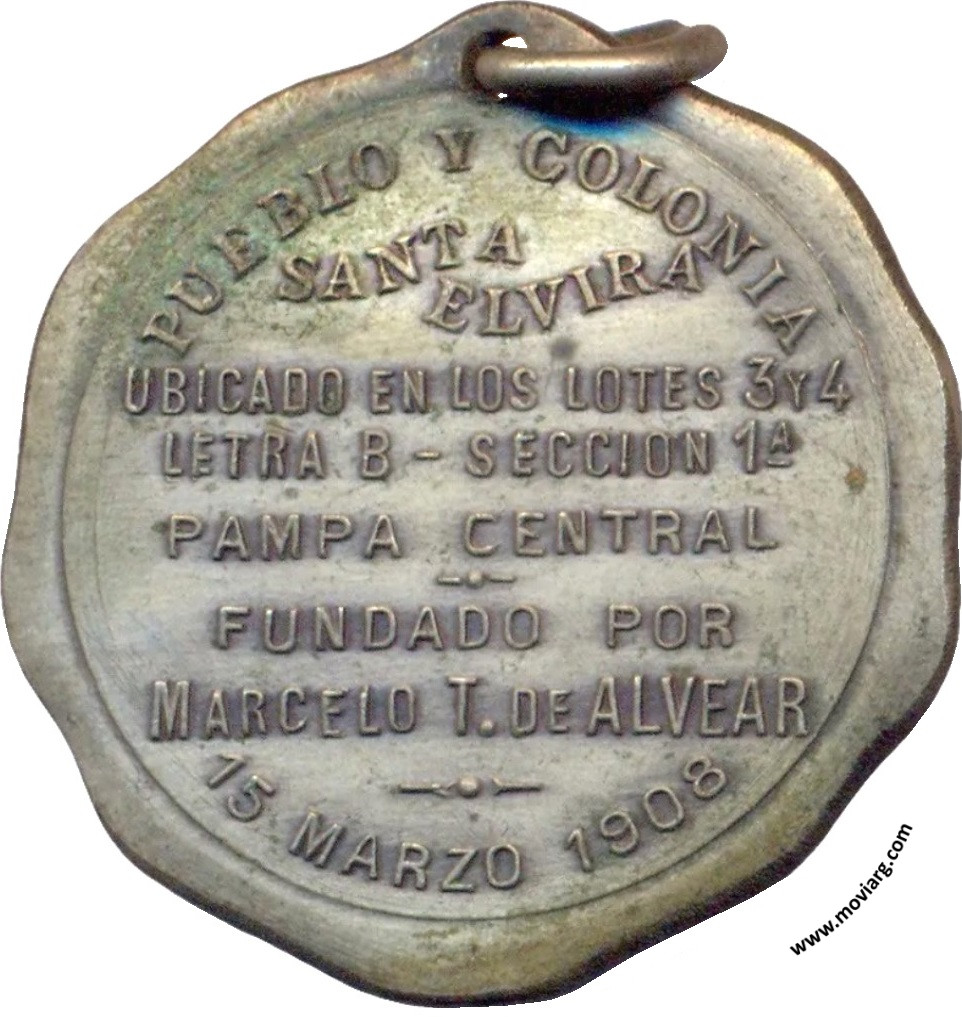 PUEBLO Y COLONIA
SANTA
ELVIRA
UBICADO EN LOS LOTES 3 Y 4
LETRA B - SECCION 1ª
PAMPA CENTRAL
FUNDADO POR
MARCELO T. DE ALVEAR
15 MARZO 1908
www.moviarg.com